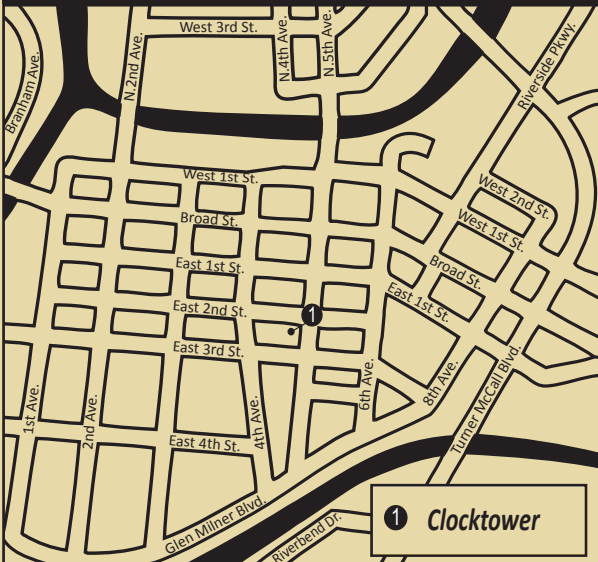 West 3rd St.
N.4th Ave.
N.5th Ave.
N.2nd Ave.
Branham Ave.
Riverside Pkwy.
West 1st St.
West 2nd St.
Broad St.
West 1st St.
East 1st St.
Broad St.
East 1st St.
East 2nd St.
1
East 3rd St.
6th Ave.
8th Ave.
Turner McCall Blvd.
1st Ave.
2nd Ave.
4th Ave.
East 4th St.
Glen Milner Blvd.
Riverbend Dr.
1 Clocktower